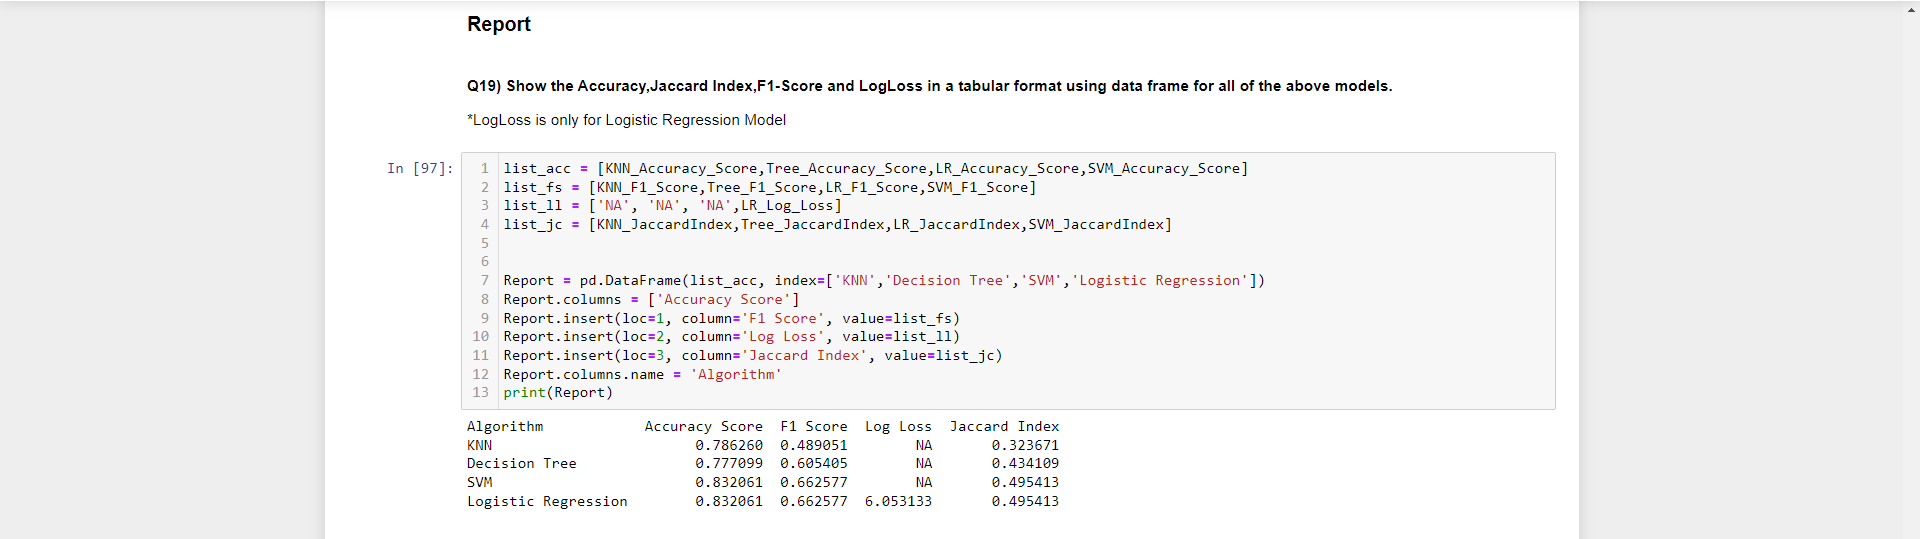 Report
Q19) Show the Accuracy,Jaccard Index,F1-Score and LogLoss in a tabular format using data frame for all of the above models.
*LogLoss is only for Logistic Regression Model
In [97]:
1 list_acc = [KNN_Accuracy_Score,Tree_Accuracy_Score,LR_Accuracy_Score,SVM_Accuracy_Score]
2 list_fs = [KNN_F1_Score,Tree_F1_Score,LR_F1_Score,SVM_F1_Score]
3 list_ll = ['NA', 'NA', 'NA',LR_Log_Loss]
4 list_jc = [KNN_JaccardIndex,Tree_JaccardIndex,LR_JaccardIndex,SVM_JaccardIndex]
5
6
7 Report = pd.DataFrame(list_acc, index=['KNN','Decision Tree','SVM','Logistic Regression'])
8 Report.columns = ['Accuracy Score']
9 Report.insert(loc=1, column='F1 Score', value=list_fs)
10 Report.insert(loc=2, column='Log Loss', value=list_ll)
11 Report.insert(loc=3, column='Jaccard Index', value=list_jc)
12 Report.columns.name = 'Algorithm'
13 print(Report)
Algorithm Accuracy Score F1 Score Log Loss Jaccard Index
KNN 0.786260 0.489051 NA 0.323671
Decision Tree 0.777099 0.605405 NA 0.434109
SVM 0.832061 0.662577 NA 0.495413
Logistic Regression 0.832061 0.662577 6.053133 0.495413